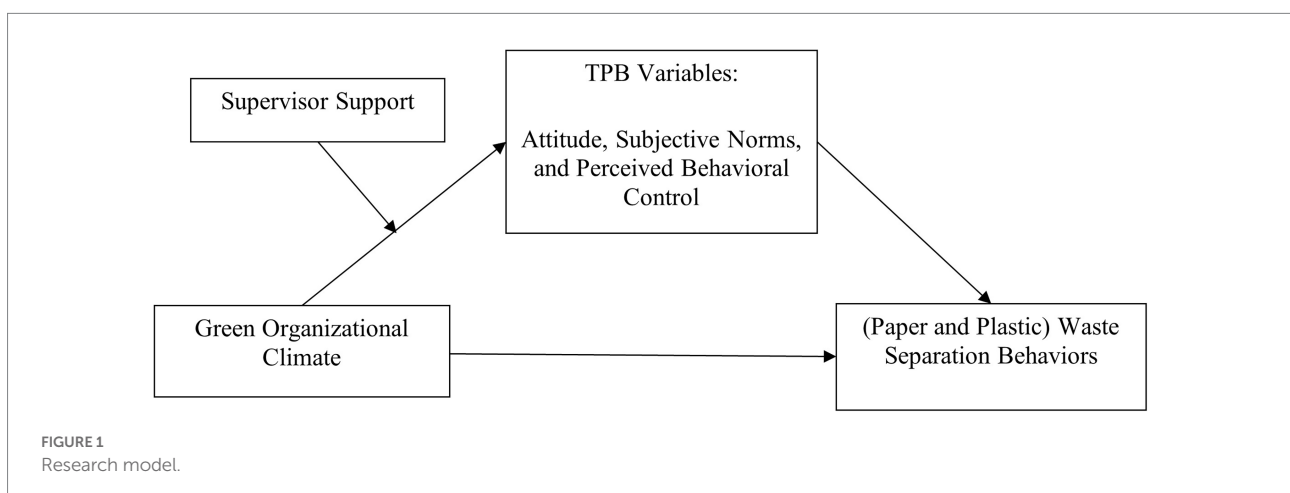 TPB Variables:
Supervisor Support
Attitude, Subjective Norms,
and Perceived Behavioral
Control
Green Organizational
Climate
(Paper and Plastic) Waste
Separation Behaviors
FIGURE 1
Research model.